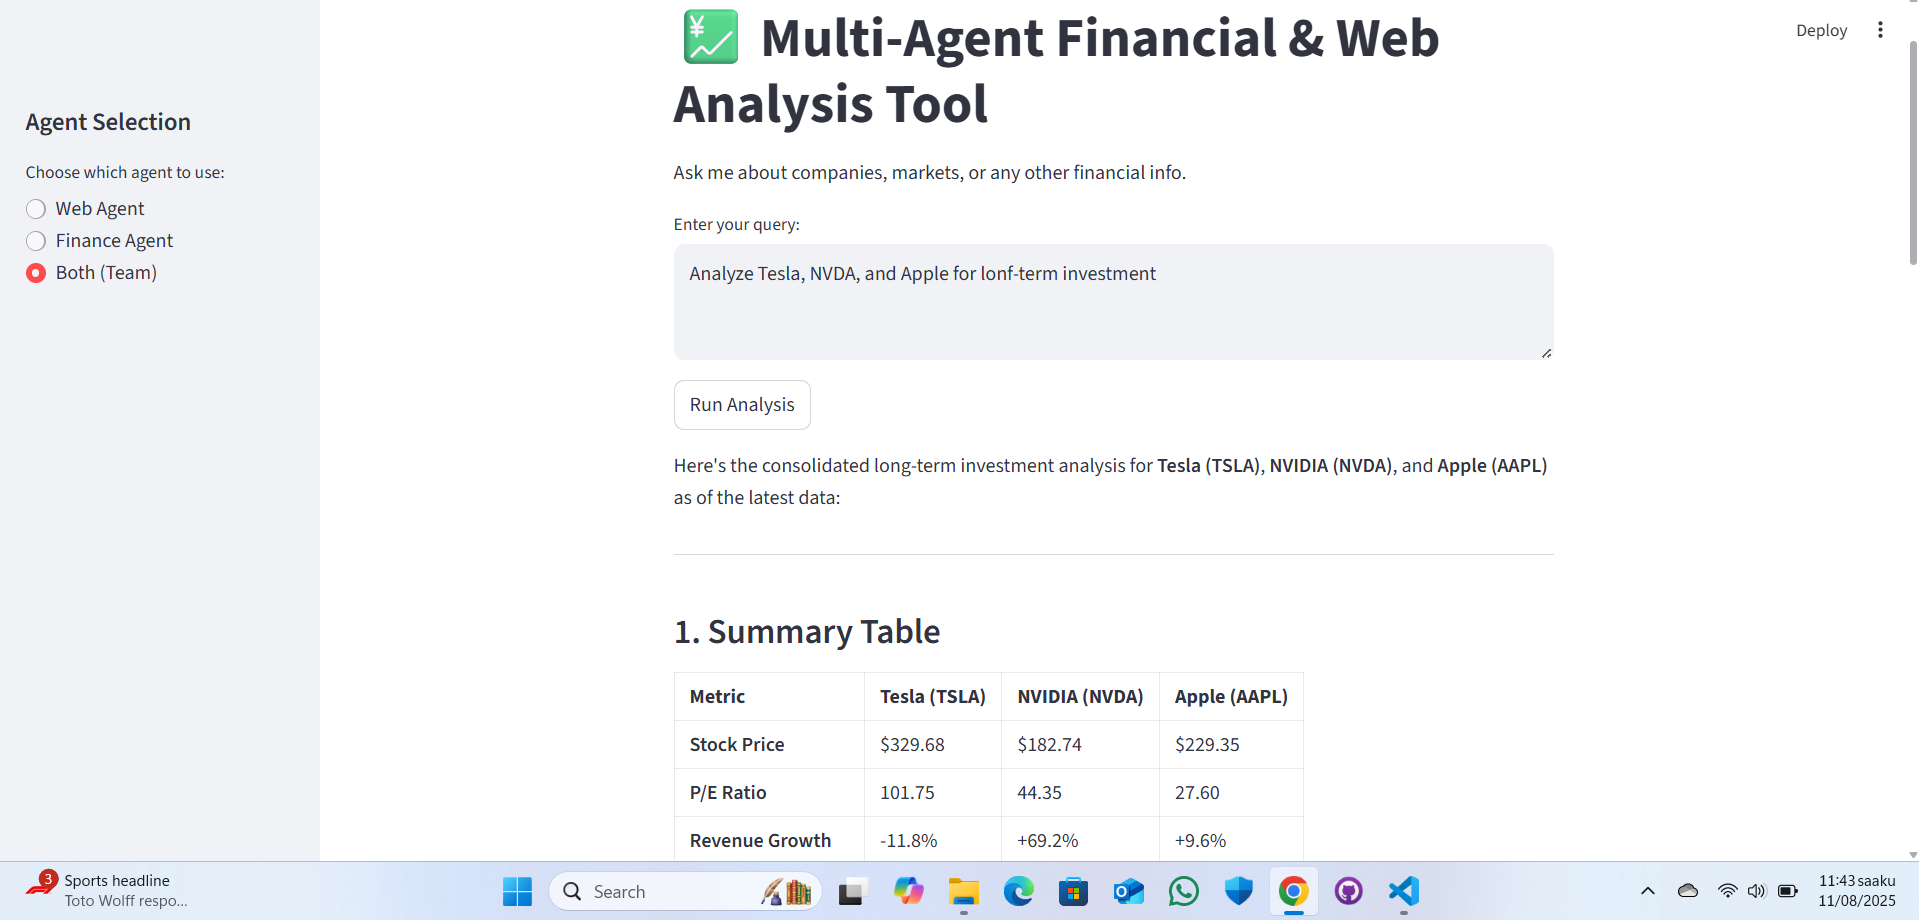 Deploy
Multi-Agent Financial & Web
Analysis Tool
Agent Selection
Choose which agent to use:
Web Agent
Finance Agent
Both (Team)
Ask me about companies, markets, or any other financial info.
Enter your query:
Analyze Tesla, NVDA, and Apple for lonf-term investment
Run Analysis
Here's the consolidated long-term investment analysis for Tesla (TSLA), NVIDIA (NVDA), and Apple (AAPL)
as of the latest data:
1. Summary Table
Metric Tesla (TSLA) NVIDIA (NVDA) Apple (AAPL)
Stock Price $329.68 $182.74 $229.35
P/E Ratio 101.75 44.35 27.60
Revenue Growth -11.8% +69.2% +9.6%
3
Sports headline
Toto Wolff respo...
Search
11:43 saaku
11/08/2025